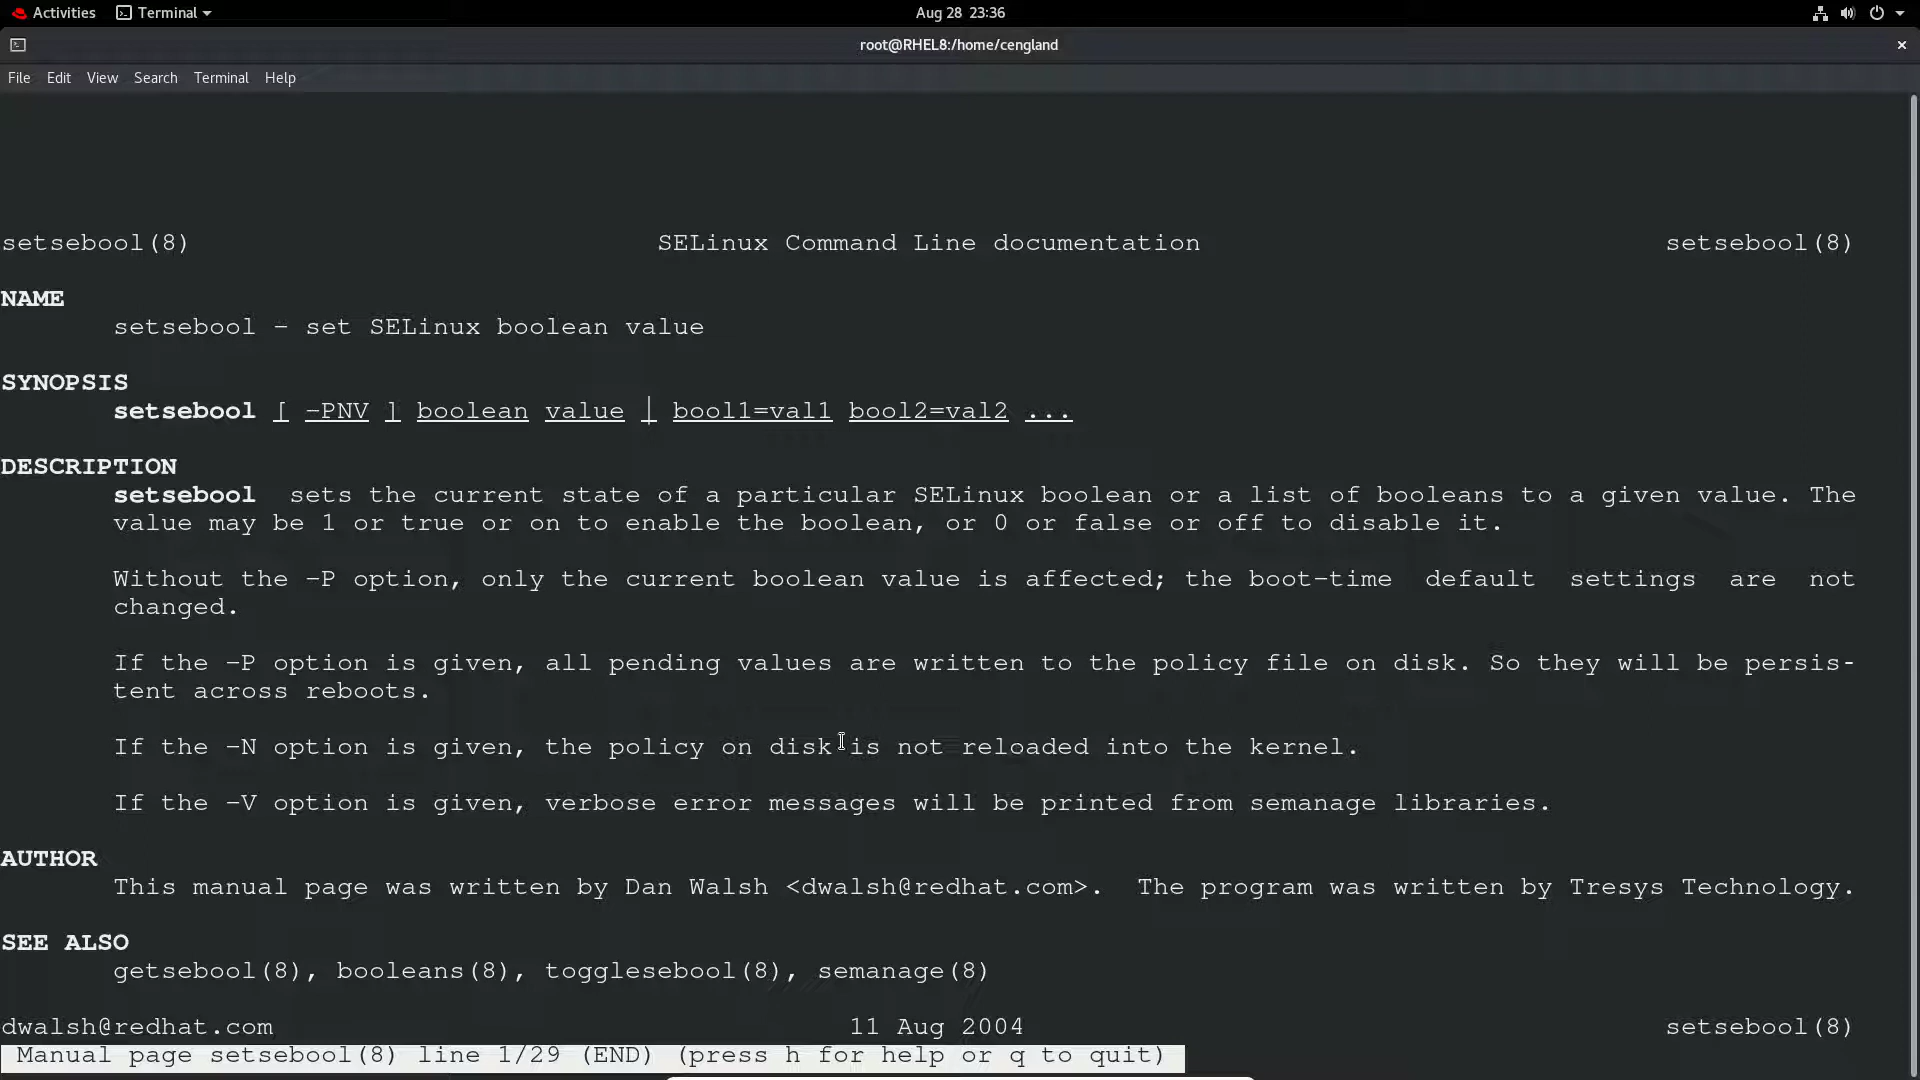 Activities Terminal Aug 28 23:36
root@RHEL8:/home/cengland
File Edit View Search Terminal Help
setsebool(8) SELinux Command Line documentation setsebool(8)
NAME
setsebool - set SELinux boolean value
SYNOPSIS
setsebool [ -PNV ] boolean value | bool1=val1 bool2=val2 ...
DESCRIPTION
setsebool sets the current state of a particular SELinux boolean or a list of booleans to a given value. The
value may be 1 or true or on to enable the boolean, or 0 or false or off to disable it.
Without the -P option, only the current boolean value is affected; the boot-time default settings are not
changed.
If the -P option is given, all pending values are written to the policy file on disk. So they will be persis-
tent across reboots.
If the -N option is given, the policy on disk is not reloaded into the kernel.
If the -V option is given, verbose error messages will be printed from semanage libraries.
AUTHOR
This manual page was written by Dan Walsh <dwalsh@redhat.com>. The program was written by Tresys Technology.
SEE ALSO
getsebool(8), booleans(8), togglesebool(8), semanage(8)
dwalsh@redhat.com 11 Aug 2004 setsebool(8)
Manual page setsebool(8) line 1/29 (END) (press h for help or q to quit)